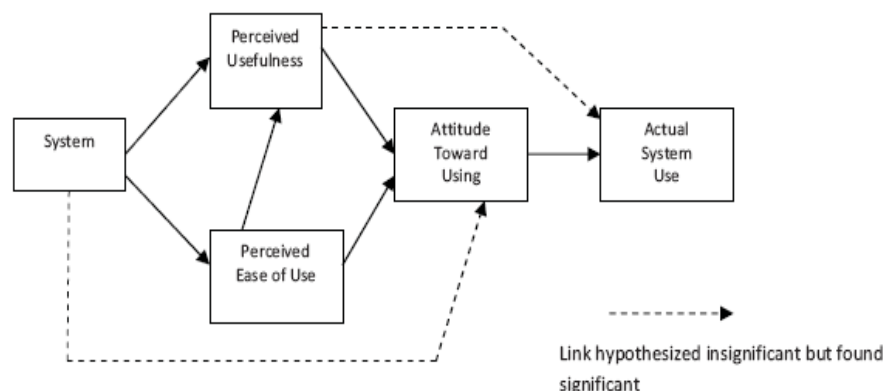 Perceived
Usefulness
System
Attitude
Toward
Using
Actual
System
Use
Perceived
Ease of Use
Link hypothesized insignificant but found
significant